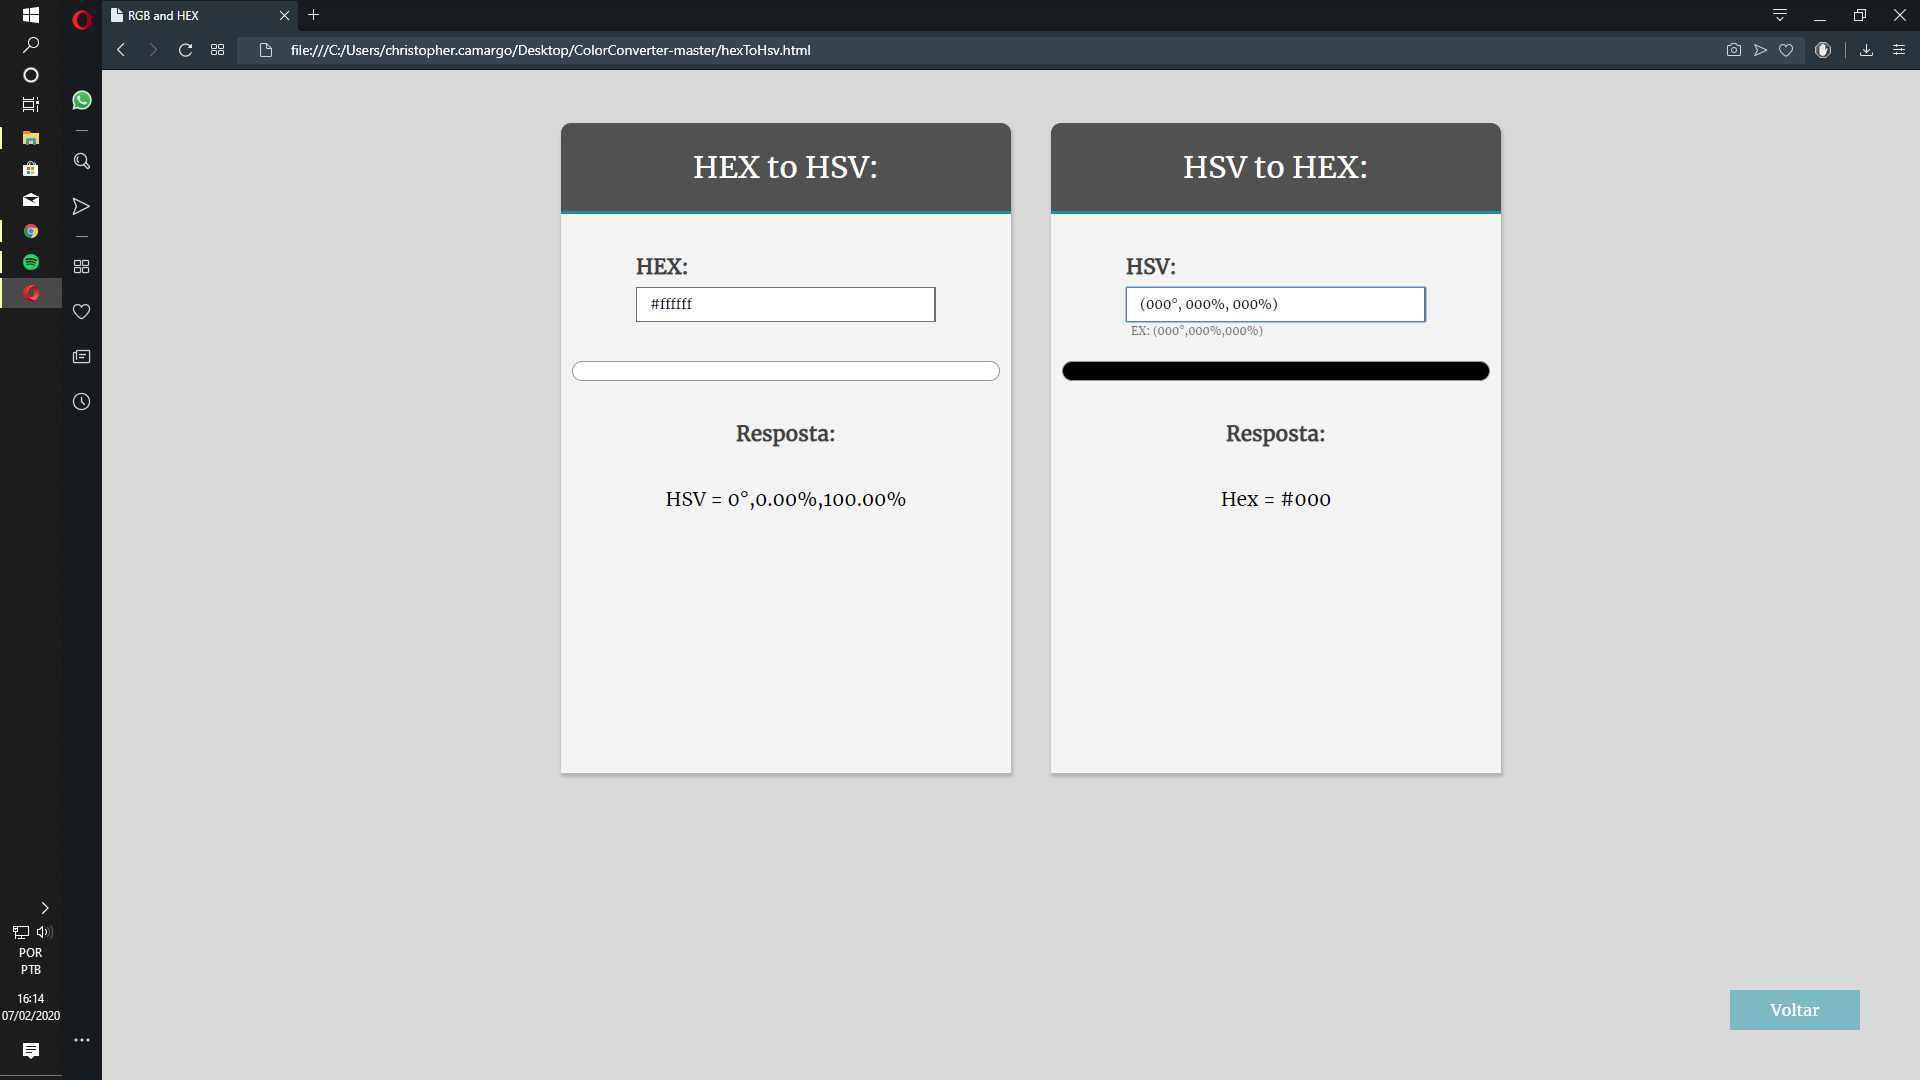 RGB and HEX
file:///C:/Users/christopher.camargo/Desktop/ColorConverter-master/hexToHsv.html
HEX to HSV:
HEX:
#ffffff
Resposta:
HSV = 0°,0.00%,100.00%
HSV to HEX:
HSV:
(000°, 000%, 000%)
EX: (000°,000%,000%)
Resposta:
Hex = #000
Voltar
POR
PTB
16:14
07/02/2020